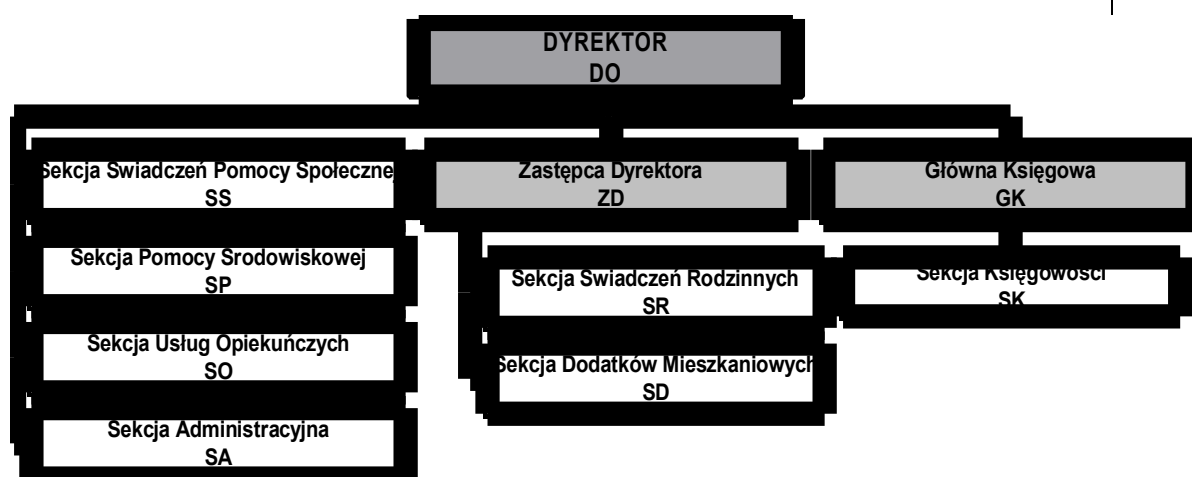 DYREKTOR
DO
Sekcja Swiadczeń Pomocy Społecznej
SS
Zastępca Dyrektora
ZD
Główna Księgowa
GK
Sekcja Pomocy Srodowiskowej
SP
Sekcja Swiadczeń Rodzinnych
SR
Sekcja Księgowości
SK
Sekcja Usług Opiekuńczych
SO
Sekcja Dodatków Mieszkaniowych
SD
Sekcja Administracyjna
SA